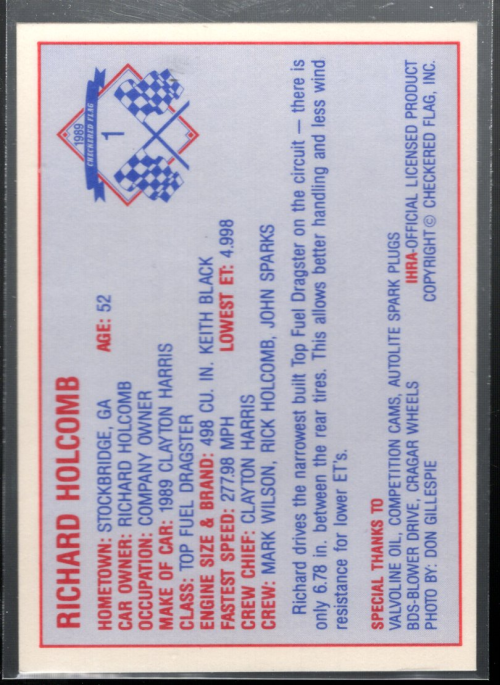 RICHARD HOLCOMB
1989
CHECKERED FLAG
1
HOMETOWN: STOCKBRIDGE, GA AGE: 52
CAR OWNER: RICHARD HOLCOMB
OCCUPATION: COMPANY OWNER
MAKE OF CAR: 1989 CLAYTON HARRIS
CLASS: TOP FUEL DRAGSTER
ENGINE SIZE & BRAND: 498 CU. IN. KEITH BLACK
FASTEST SPEED: 277.98 MPH LOWEST ET: 4.998
CREW CHIEF: CLAYTON HARRIS
CREW: MARK WILSON, RICK HOLCOMB, JOHN SPARKS
Richard drives the narrowest built Top Fuel Dragster on the circuit — there is
only 6.78 in. between the rear tires. This allows better handling and less wind
resistance for lower ET's.
SPECIAL THANKS TO
VALVOLINE OIL, COMPETITION CAMS, AUTOLITE SPARK PLUGS
BDS-BLOWER DRIVE, CRAGAR WHEELS IHRA-OFFICIAL LICENSED PRODUCT
PHOTO BY: DON GILLESPIE COPYRIGHT © CHECKERED FLAG, INC.